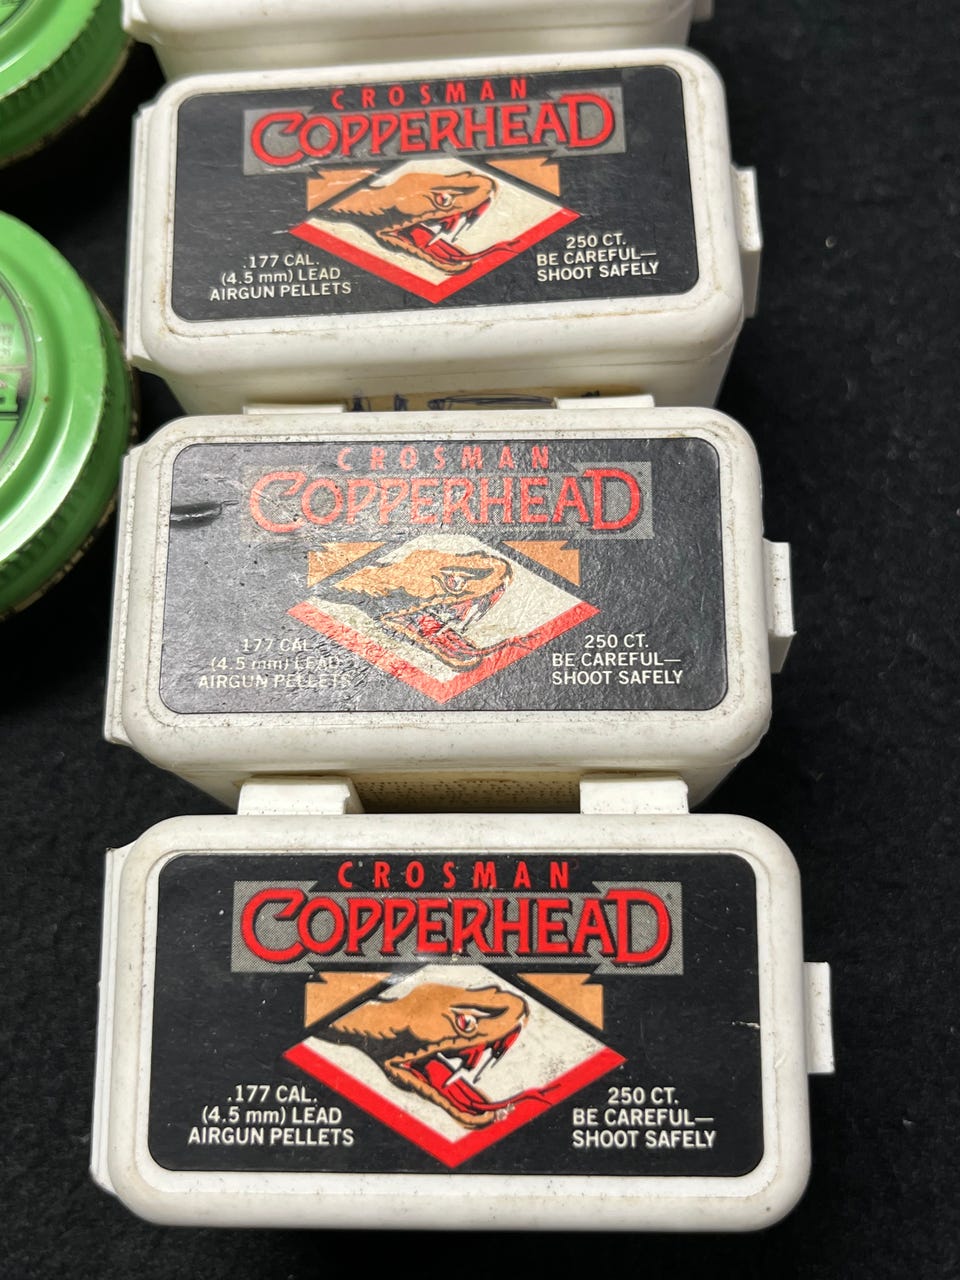 CROSMAN
COPPERHEAD
.177 CAL.
(4.5 mm) LEAD
AIRGUN PELLETS
250 CT.
BE CAREFUL—
SHOOT SAFELY
CROSMAN
COPPERHEAD
.177 CAL.
(4.5 mm) LEAD
AIRGUN PELLETS
250 CT.
BE CAREFUL—
SHOOT SAFELY
CROSMAN
COPPERHEAD
.177 CAL.
(4.5 mm) LEAD
AIRGUN PELLETS
250 CT.
BE CAREFUL—
SHOOT SAFELY